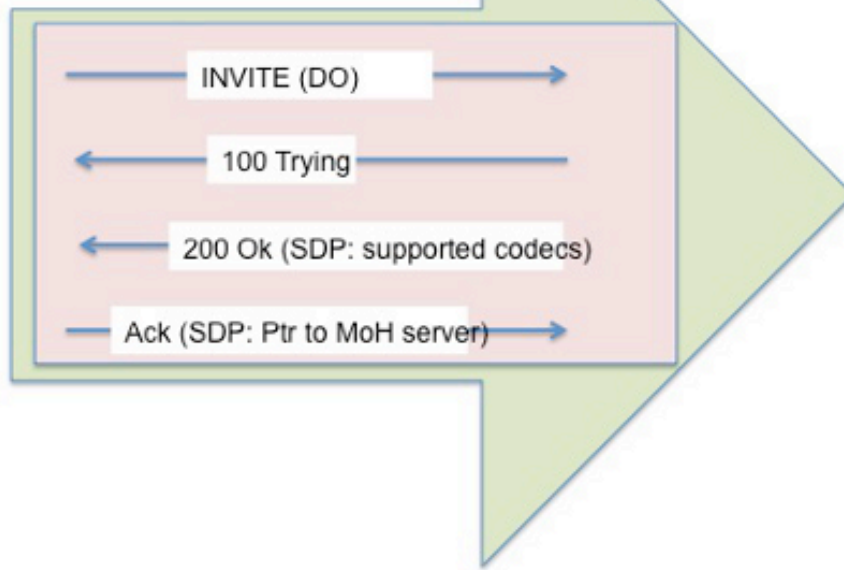 INVITE (DO)
100 Trying
200 Ok (SDP: supported codecs)
Ack (SDP: Ptr to MoH server)